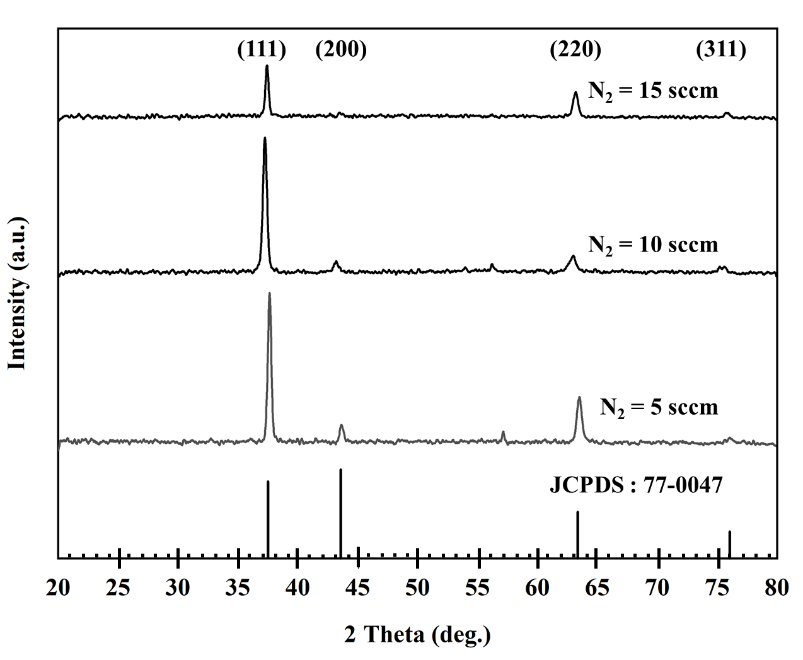 (111) (200) (220) (311)
N₂ = 15 sccm
N₂ = 10 sccm
N₂ = 5 sccm
JCPDS : 77-0047
Intensity (a.u.)
20 25 30 35 40 45 50 55 60 65 70 75 80
2 Theta (deg.)